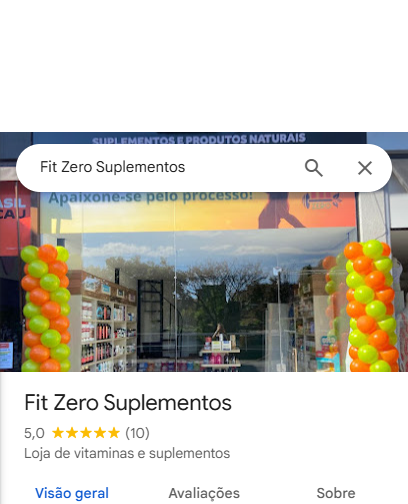 SUPLEMENTOS E PRODUTOS NATURAIS
Fit Zero Suplementos
Apaixone-se pelo processo!
Fit Zero Suplementos
5,0 ★★★★★ (10)
Loja de vitaminas e suplementos
Visão geral
Avaliações
Sobre